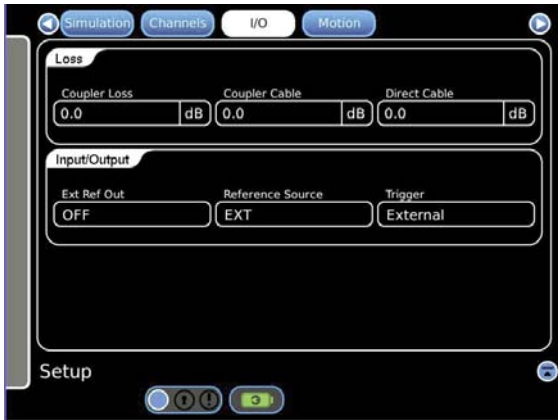 Simulation Channels I/O Motion
Loss
Coupler Loss Coupler Cable Direct Cable
0.0 dB 0.0 dB 0.0 dB
Input/Output
Ext Ref Out Reference Source Trigger
OFF EXT External
Setup